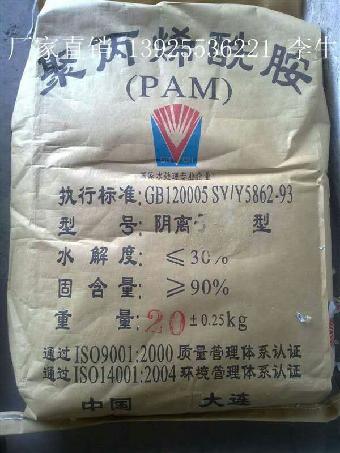 厂家直销 13925536221 李生
聚丙烯酰胺
(PAM)
执行标准:GB120005 SY/Y5862-93
型 号:阴离 型
水解度:≤30%
固含量:≥90%
重 量:20±0.25kg
通过ISO9001:2000质量管理体系认证
通过ISO14001:2004环境管理体系认证
中国 大连